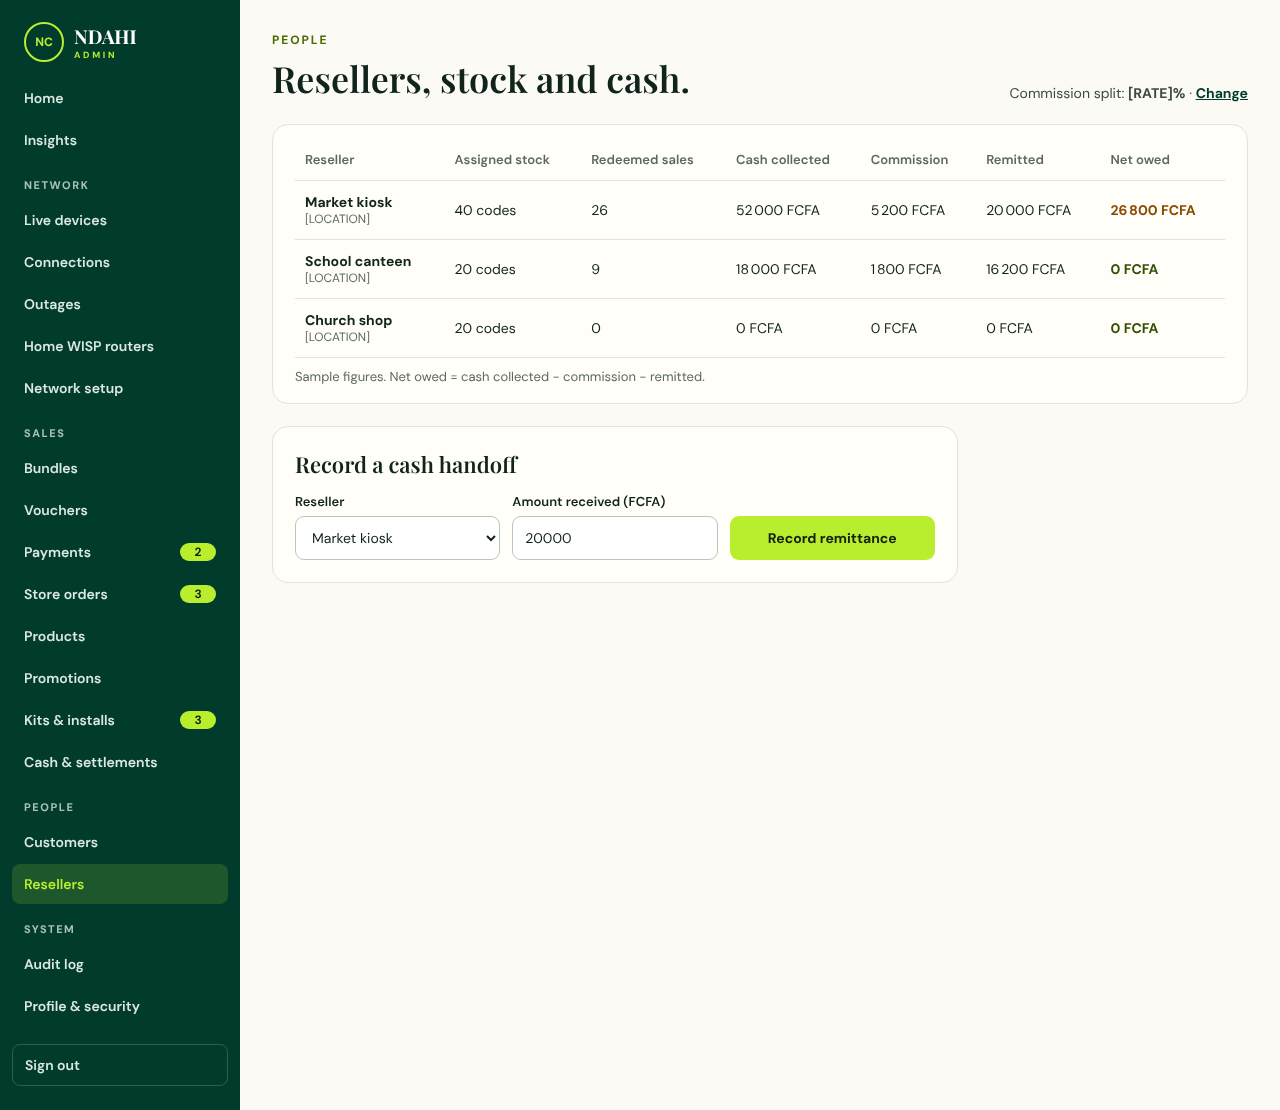 NC
NDAHI
ADMIN
Home
Insights
NETWORK
Live devices
Connections
Outages
Home WISP routers
Network setup
SALES
Bundles
Vouchers
Payments 2
Store orders 3
Products
Promotions
Kits & installs 3
Cash & settlements
PEOPLE
Customers
Resellers
SYSTEM
Audit log
Profile & security
Sign out
PEOPLE
Resellers, stock and cash.
Commission split: [RATE]% · Change
Reseller Assigned stock Redeemed sales Cash collected Commission Remitted Net owed
Market kiosk
[LOCATION]
40 codes 26 52 000 FCFA 5 200 FCFA 20 000 FCFA 26 800 FCFA
School canteen
[LOCATION]
20 codes 9 18 000 FCFA 1 800 FCFA 16 200 FCFA 0 FCFA
Church shop
[LOCATION]
20 codes 0 0 FCFA 0 FCFA 0 FCFA 0 FCFA
Sample figures. Net owed = cash collected − commission − remitted.
Record a cash handoff
Reseller Amount received (FCFA)
Market kiosk 20000 Record remittance